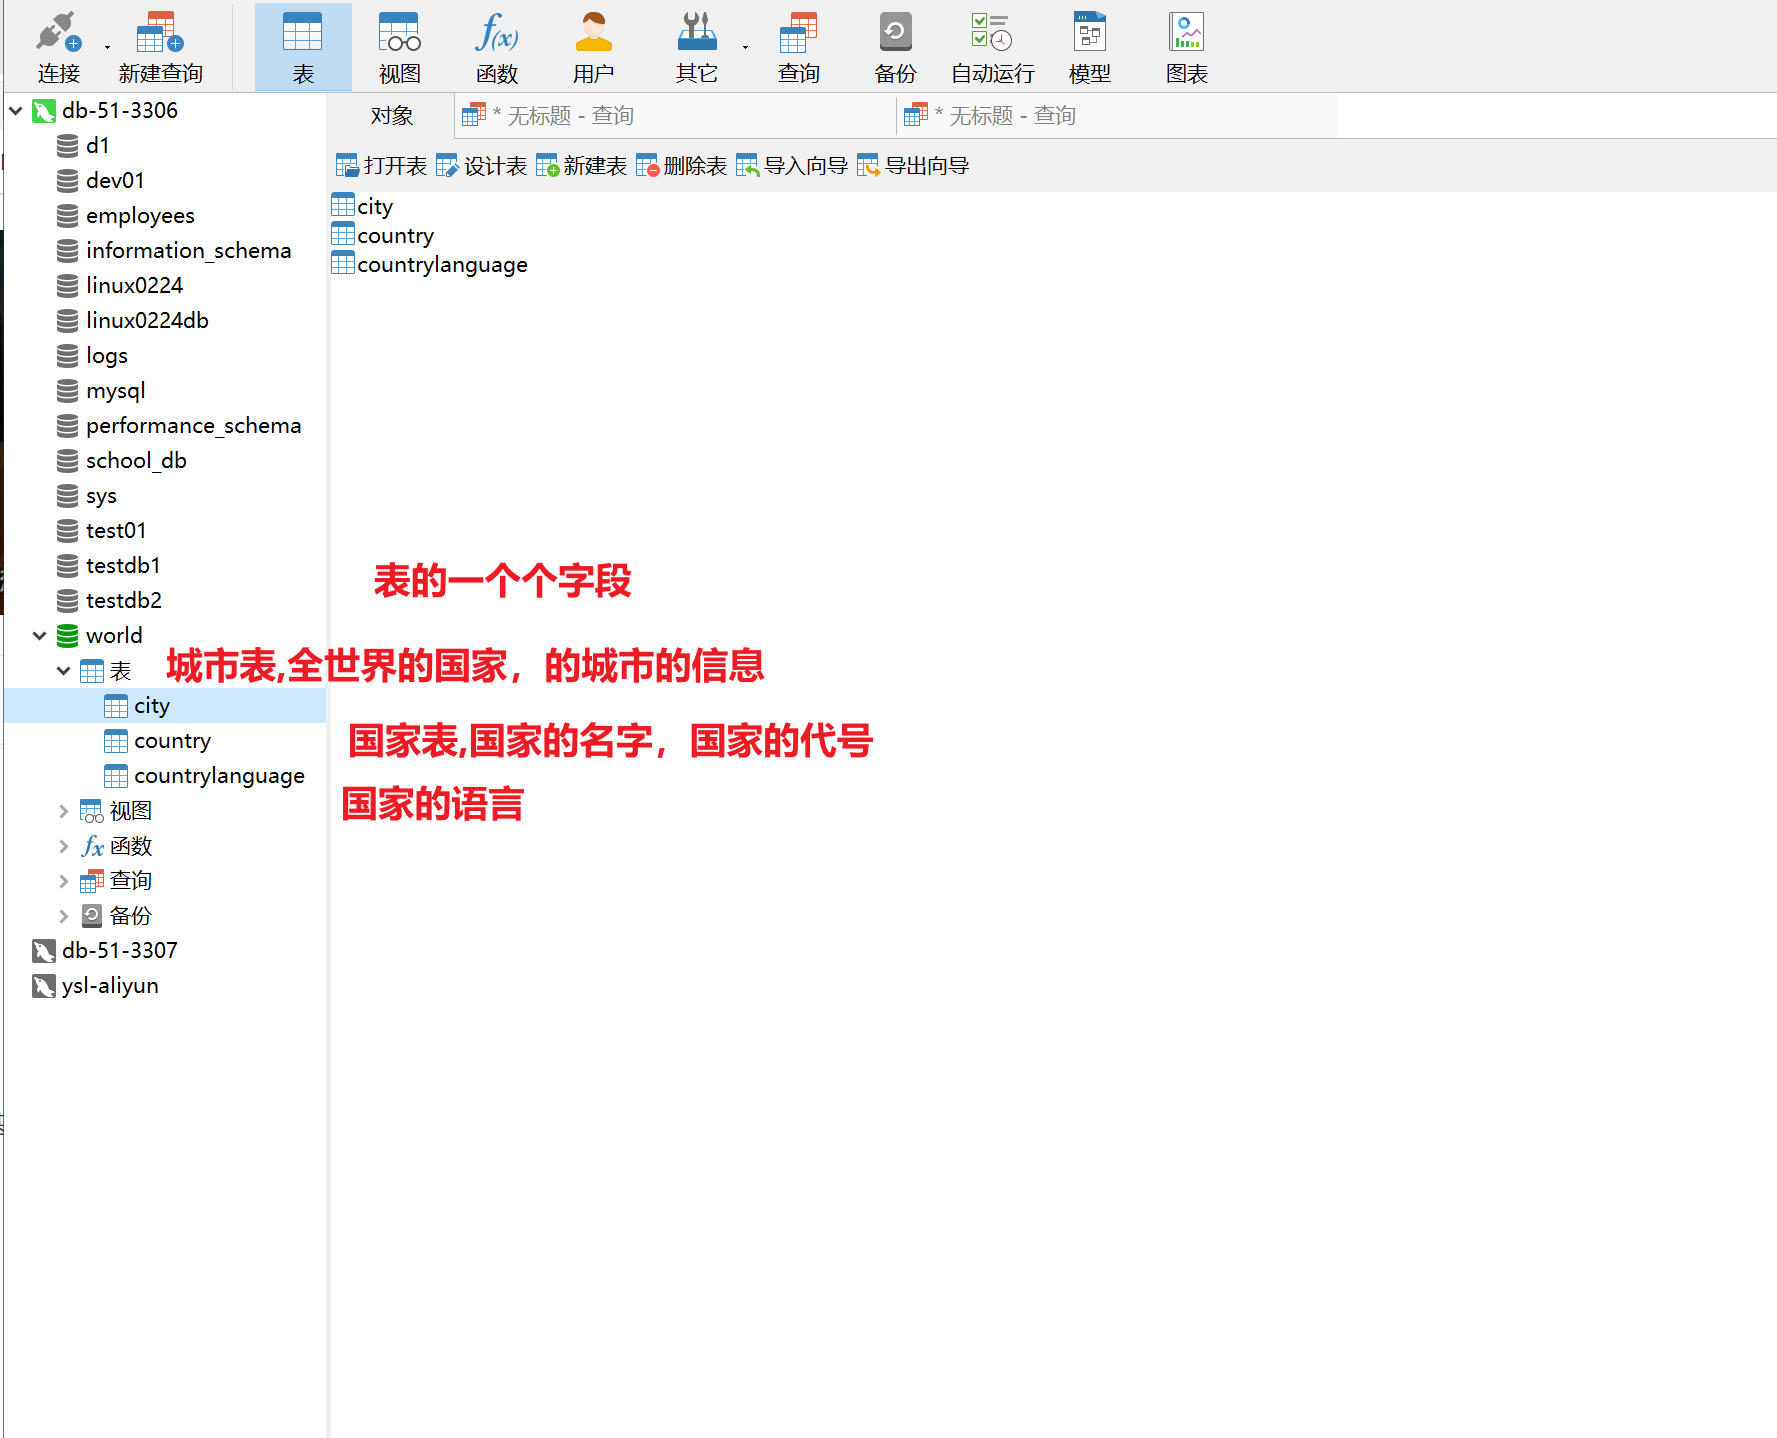 连接 新建查询 表 视图 函数 用户 其它 查询 备份 自动运行 模型 图表
db-51-3306
对象 * 无标题 - 查询 * 无标题 - 查询
打开表 设计表 新建表 删除表 导入向导 导出向导
city
country
countrylanguage
d1
dev01
employees
information_schema
linux0224
linux0224db
logs
mysql
performance_schema
school_db
sys
test01
testdb1
testdb2
表的一个个字段
world
表
城市表,全世界的国家，的城市的信息
city
country
国家表,国家的名字，国家的代号
countrylanguage
国家的语言
视图
函数
查询
备份
db-51-3307
ysl-aliyun